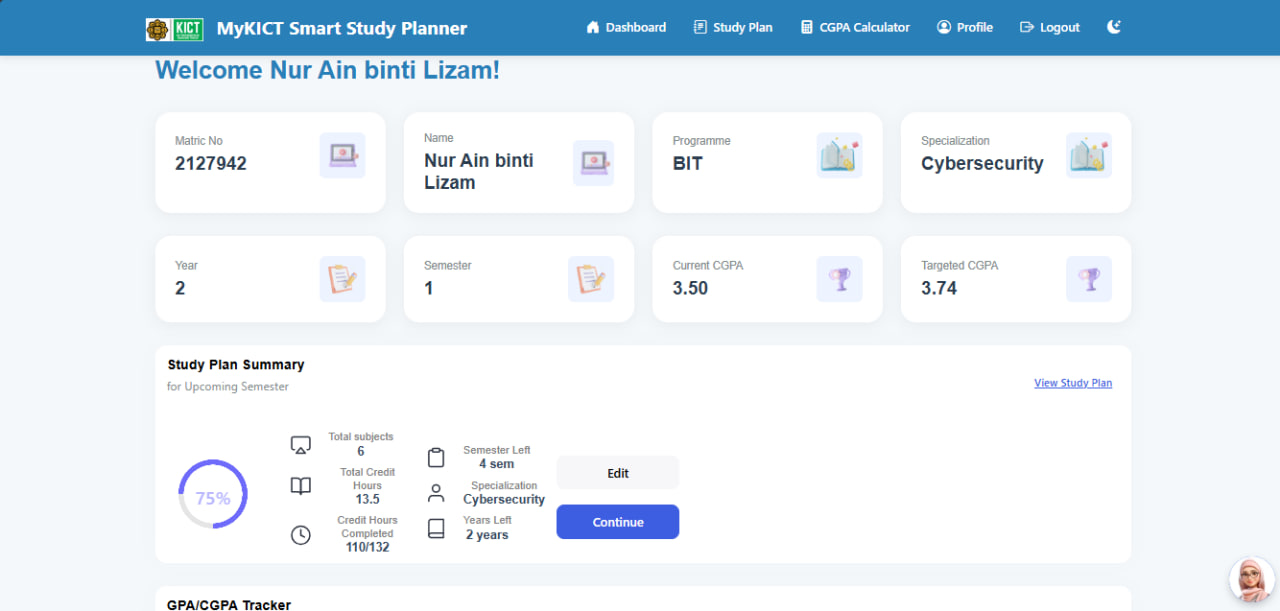 KICT
MyKICT Smart Study Planner
Dashboard
Study Plan
CGPA Calculator
Profile
Logout
Welcome Nur Ain binti Lizam!
Matric No
2127942
Name
Nur Ain binti
Lizam
Programme
BIT
Specialization
Cybersecurity
Year
2
Semester
1
Current CGPA
3.50
Targeted CGPA
3.74
Study Plan Summary
for Upcoming Semester
View Study Plan
75%
Total subjects
6
Total Credit
Hours
13.5
Credit Hours
Completed
110/132
Semester Left
4 sem
Specialization
Cybersecurity
Years Left
2 years
Edit
Continue
GPA/CGPA Tracker